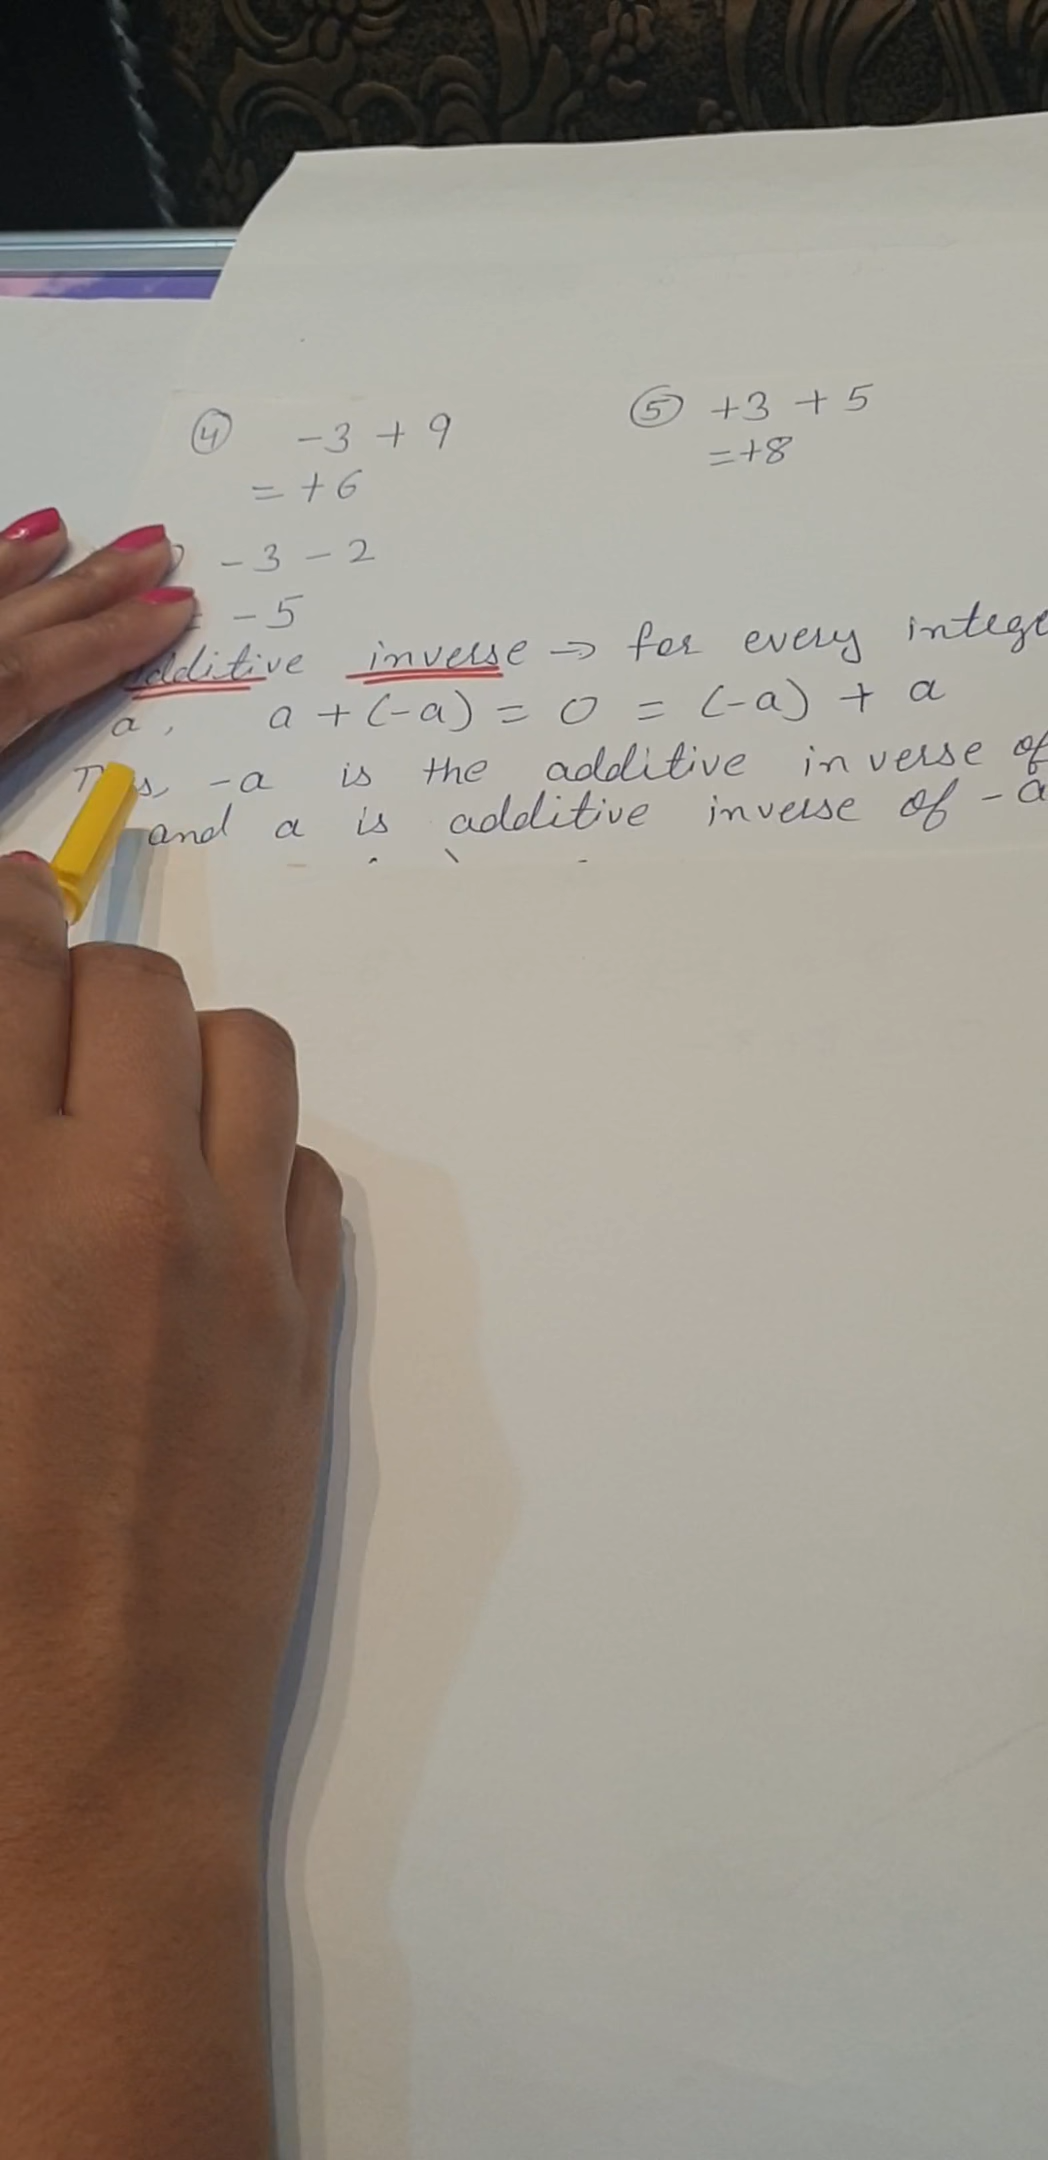 ④ -3 + 9
= +6
⑤ +3 + 5
= +8
-3 - 2
= -5
additive inverse → for every intege
a, a + (-a) = 0 = (-a) + a
-a is the additive inverse of
and a is additive inverse of -a